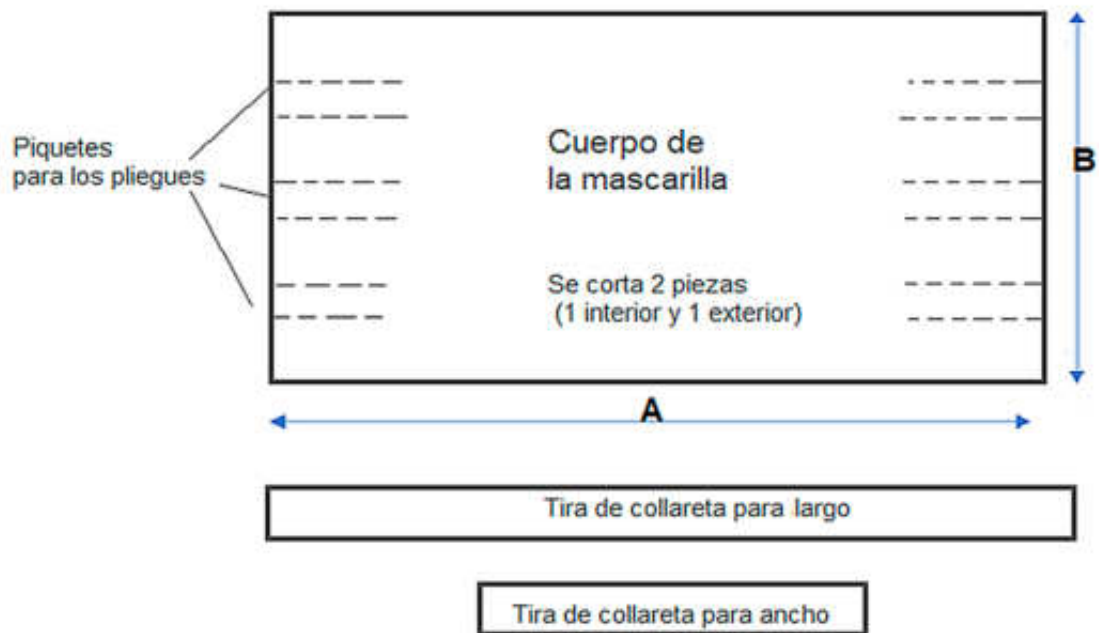 Piquetes
para los pliegues
Cuerpo de
la mascarilla
B
Se corta 2 piezas
(1 interior y 1 exterior)
A
Tira de collareta para largo
Tira de collareta para ancho